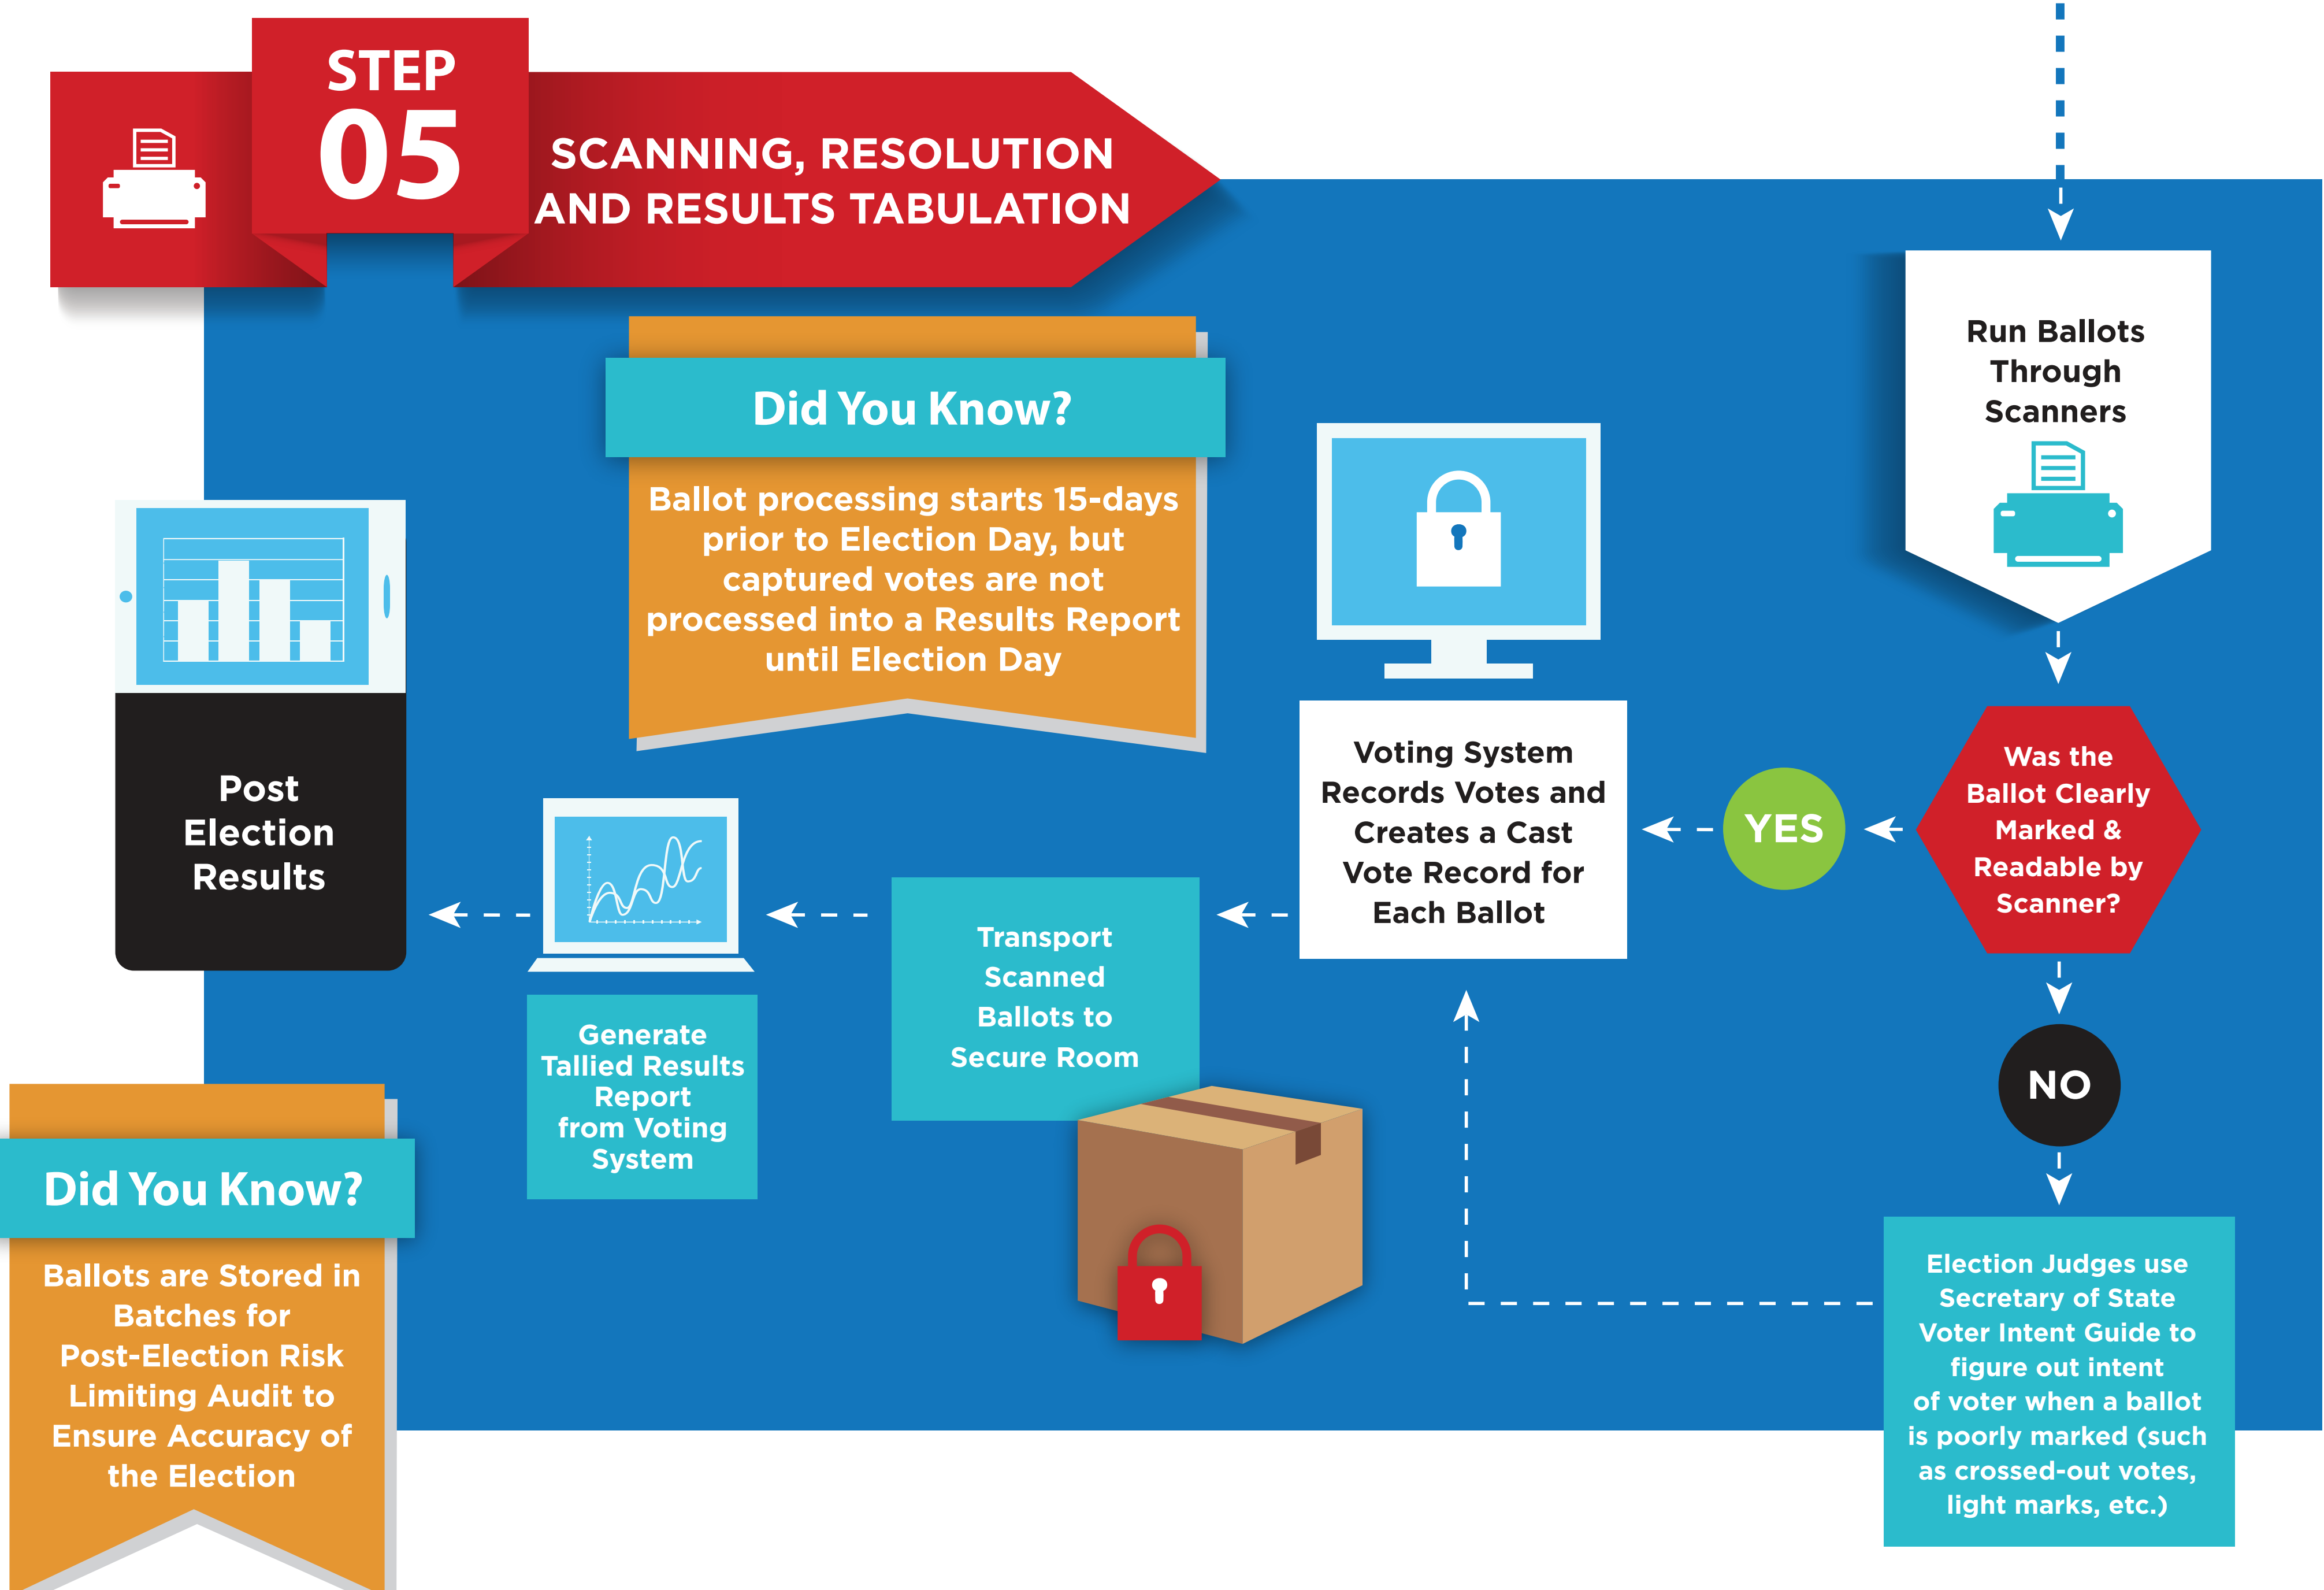 STEP
05
SCANNING, RESOLUTION
AND RESULTS TABULATION
Run Ballots
Through
Scanners
Did You Know?
Ballot processing starts 15-days
prior to Election Day, but
captured votes are not
processed into a Results Report
until Election Day
Was the
Ballot Clearly
Marked &
Readable by
Scanner?
YES
NO
Election Judges use
Secretary of State
Voter Intent Guide to
figure out intent
of voter when a ballot
is poorly marked (such
as crossed-out votes,
light marks, etc.)
Voting System
Records Votes and
Creates a Cast
Vote Record for
Each Ballot
Transport
Scanned
Ballots to
Secure Room
Generate
Tallied Results
Report
from Voting
System
Post
Election
Results
Did You Know?
Ballots are Stored in
Batches for
Post-Election Risk
Limiting Audit to
Ensure Accuracy of
the Election